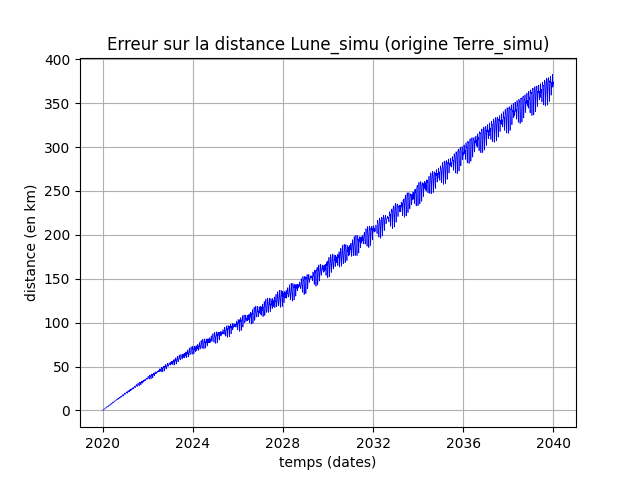 Erreur sur la distance Lune_simu (origine Terre_simu)
400
350
300
250
200
150
100
50
0
distance (en km)
2020 2024 2028 2032 2036 2040
temps (dates)